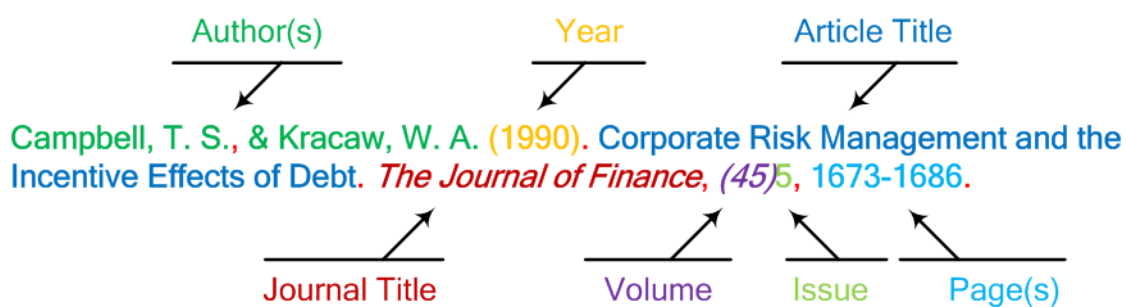 Author(s) Year Article Title
Campbell, T. S., & Kracaw, W. A. (1990). Corporate Risk Management and the
Incentive Effects of Debt. The Journal of Finance, (45)5, 1673-1686.
Journal Title Volume Issue Page(s)